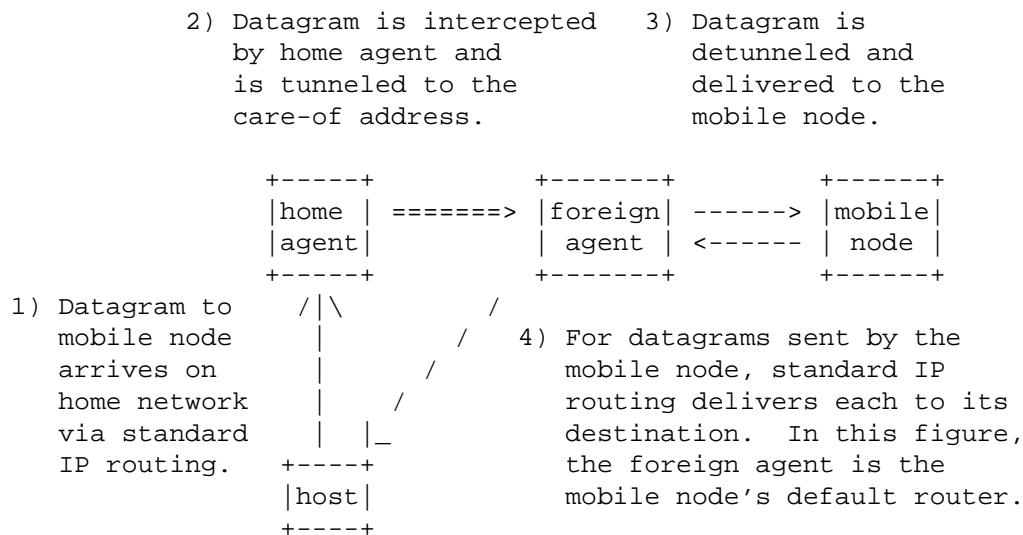 2) Datagram is intercepted   3) Datagram is
   by home agent and            detunneled and
   is tunneled to the           delivered to the
   care-of address.             mobile node.

             +-----+          +-------+         +------+
             |home | =======> |foreign| ------> |mobile|
             |agent|          | agent | <------ | node |
             +-----+          +-------+         +------+
1) Datagram to    /|\         /
   mobile node     |        /   4) For datagrams sent by the
   arrives on      |      /        mobile node, standard IP
   home network    |    /          routing delivers each to its
   via standard    |  |_           destination.  In this figure,
   IP routing.   +----+            the foreign agent is the
                 |host|            mobile node's default router.
                 +----+